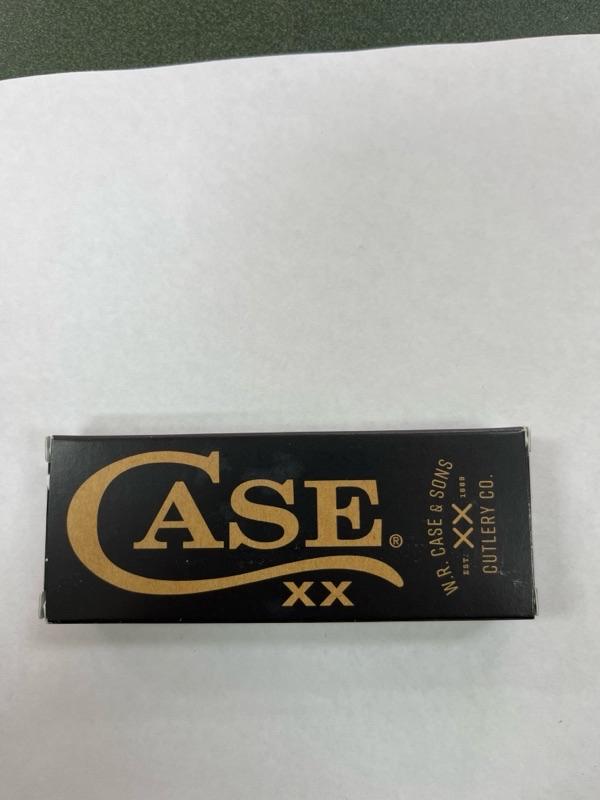 CASE®
XX
W.R. CASE & SONS
EST. XX 1889
CUTLERY CO.